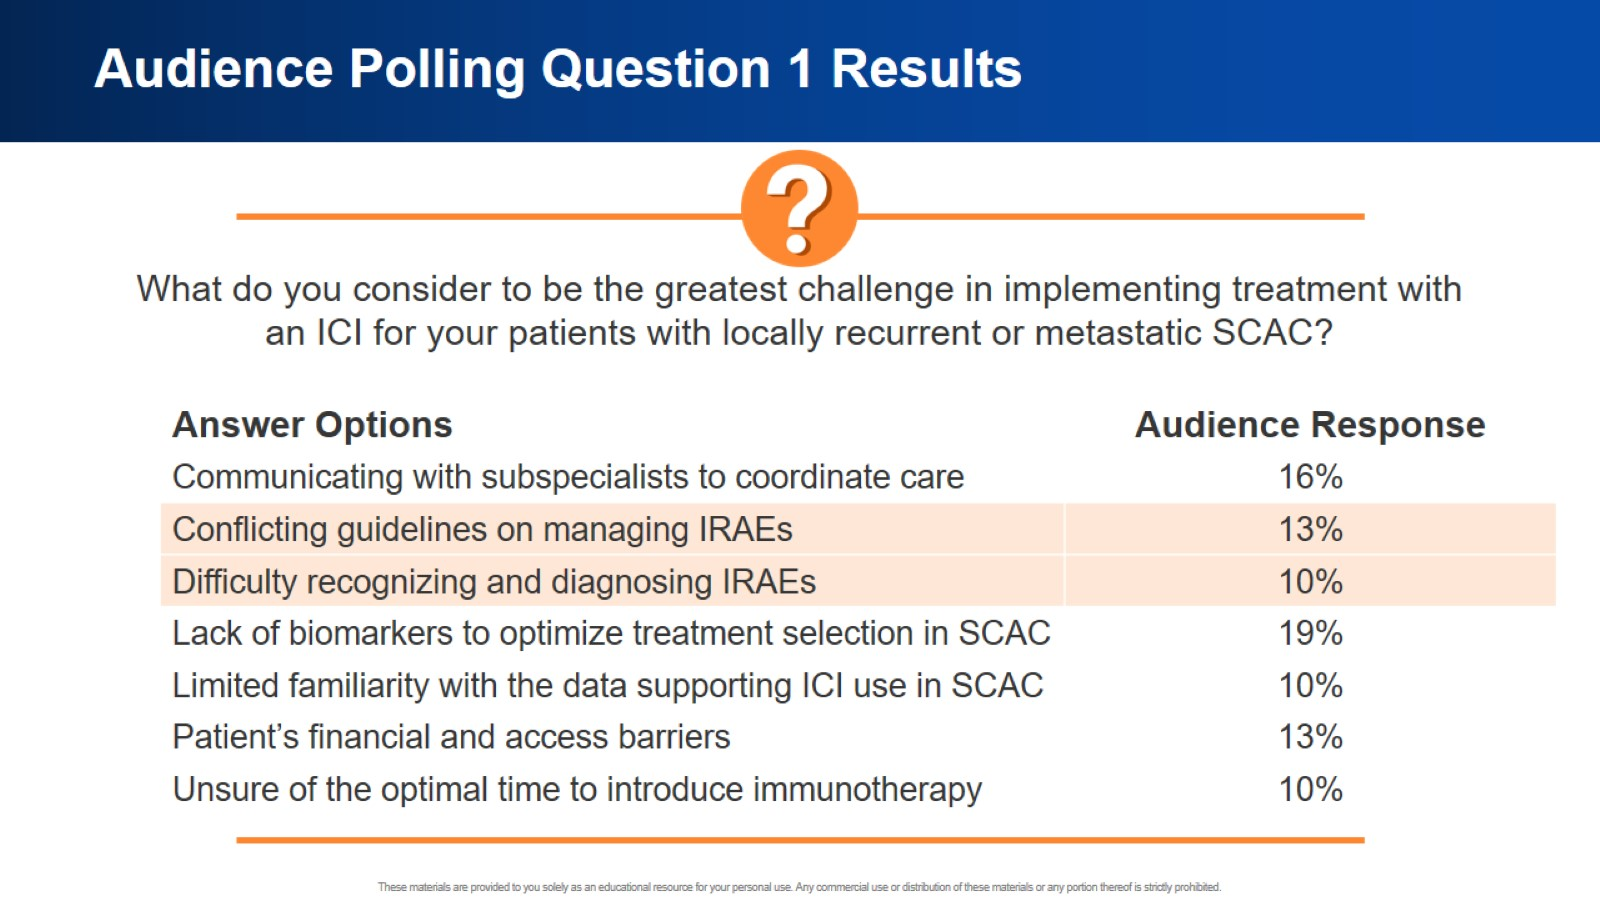 Audience Polling Question 1 Results
?
What do you consider to be the greatest challenge in implementing treatment with
an ICI for your patients with locally recurrent or metastatic SCAC?
Answer Options Audience Response
Communicating with subspecialists to coordinate care 16%
Conflicting guidelines on managing IRAEs 13%
Difficulty recognizing and diagnosing IRAEs 10%
Lack of biomarkers to optimize treatment selection in SCAC 19%
Limited familiarity with the data supporting ICI use in SCAC 10%
Patient’s financial and access barriers 13%
Unsure of the optimal time to introduce immunotherapy 10%
These materials are provided to you solely as an educational resource for your personal use. Any commercial use or distribution of these materials or any portion thereof is strictly prohibited.